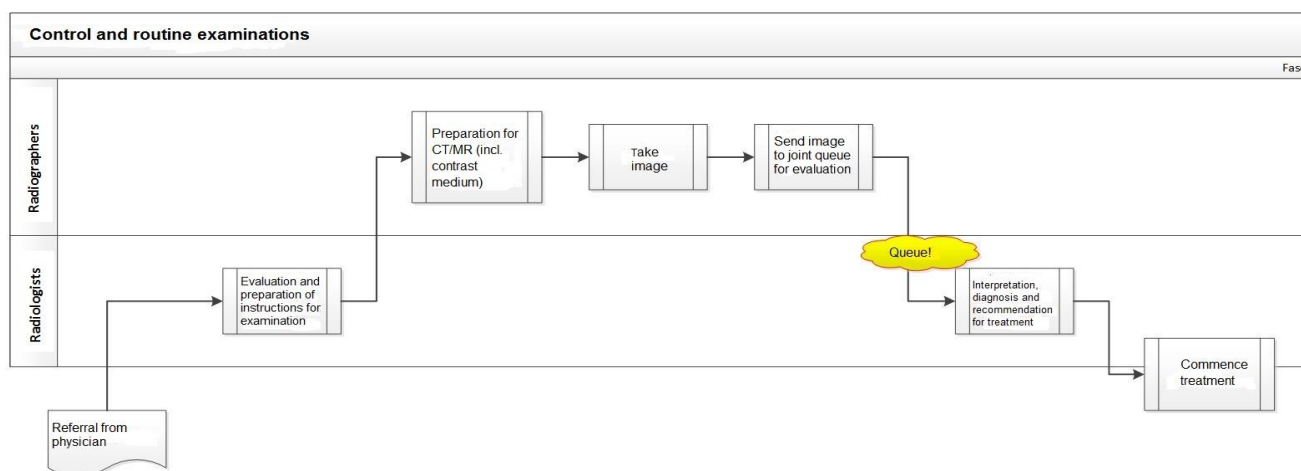 Control and routine examinations
Fas
Radiographers
Preparation for
CT/MR (incl.
contrast
medium)
Take
image
Send image
to joint queue
for evaluation
Queue!
Radiologists
Evaluation and
preparation of
instructions for
examination
Interpretation,
diagnosis and
recommendation
for treatment
Commence
treatment
Referral from
physician